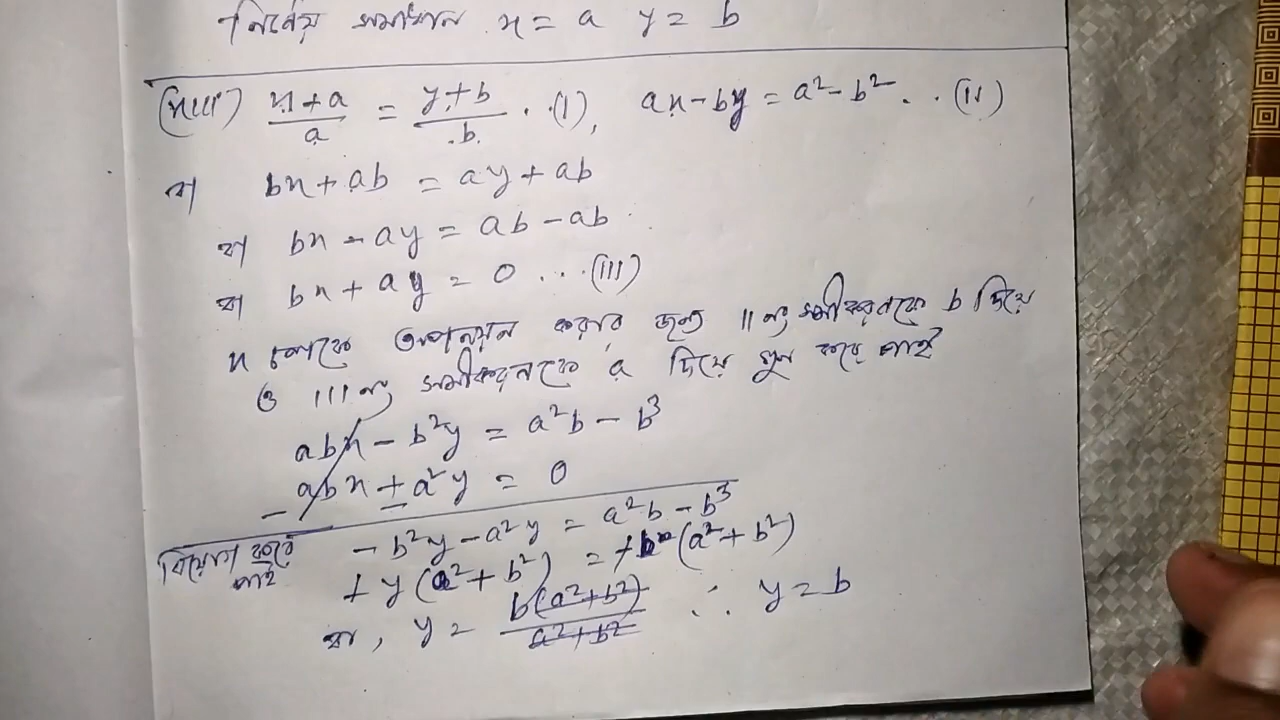 নির্ণেয় সমাধান x = a y = b
(xiii) x+a/a = y+b/b ..(I), ax-by = a²-b². ..(II)
বা bx+ab = ay+ab
বা bx - ay = ab-ab
বা bx + ay = 0 ...(III)
x চলকে অপনয়ন করার জন্য II নং সমীকরণকে b দিয়ে
ও III নং সমীকরণকে a দিয়ে গুন করে পাই
abx - b²y = a²b - b³
- abx ± a²y = 0
বিয়োগ করে পাই - b²y - a²y = a²b - b³
+ y(a²+b²) = +b(a²+b²)
বা, y = b(a²+b²)/a²+b² ∴ y = b